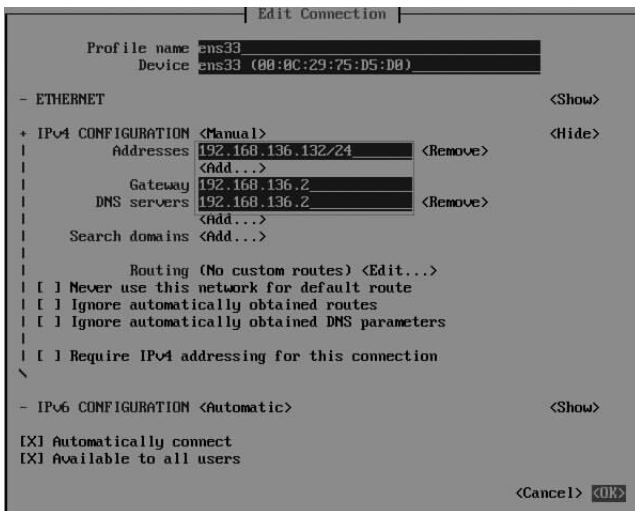 Edit Connection
Profile name ens33
Device ens33 (00:0C:29:75:D5:D0)
- ETHERNET <Show>
+ IPv4 CONFIGURATION <Manual> <Hide>
| Addresses 192.168.136.132/24 <Remove>
| <Add...>
| Gateway 192.168.136.2
| DNS servers 192.168.136.2 <Remove>
| <Add...>
| Search domains <Add...>
|
| Routing (No custom routes) <Edit...>
| [ ] Never use this network for default route
| [ ] Ignore automatically obtained routes
| [ ] Ignore automatically obtained DNS parameters
|
| [ ] Require IPv4 addressing for this connection
\
- IPv6 CONFIGURATION <Automatic> <Show>
[X] Automatically connect
[X] Available to all users
<Cancel> <OK>